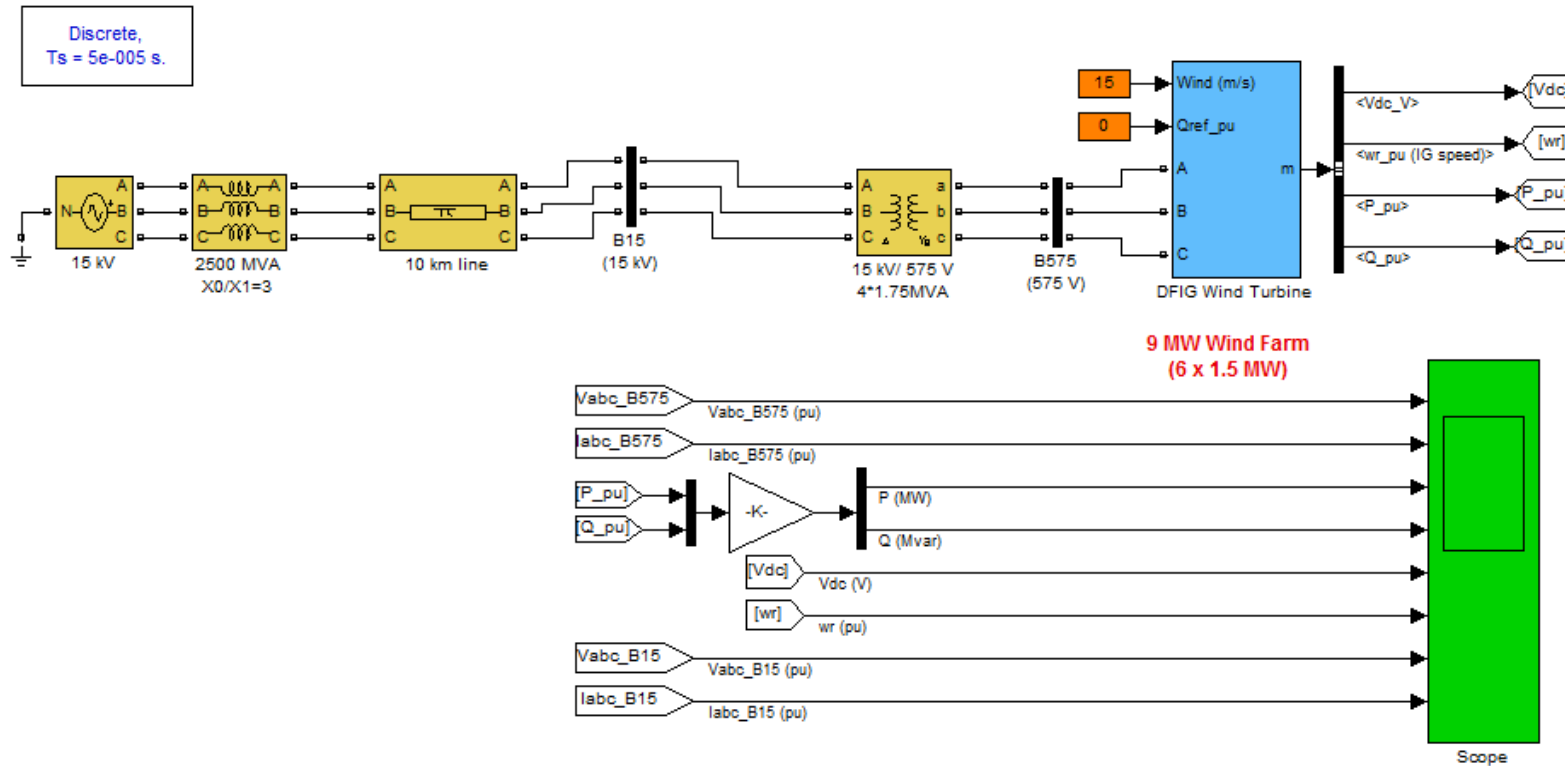 Discrete,
Ts = 5e-005 s.
N
A
B
C
15 kV
A A
B B
C C
2500 MVA
X0/X1=3
A A
B B
C C
10 km line
B15
(15 kV)
A a
B b
C c
Δ Yg
15 kV/ 575 V
4*1.75MVA
B575
(575 V)
15
0
Wind (m/s)
Qref_pu
A
B
C
m
DFIG Wind Turbine
<Vdc_V>
<wr_pu (IG speed)>
<P_pu>
<Q_pu>
[Vdc]
[wr]
[P_pu]
[Q_pu]
9 MW Wind Farm
(6 x 1.5 MW)
Vabc_B575
Vabc_B575 (pu)
Iabc_B575
Iabc_B575 (pu)
[P_pu]
[Q_pu]
-K-
P (MW)
Q (Mvar)
[Vdc]
Vdc (V)
[wr]
wr (pu)
Vabc_B15
Vabc_B15 (pu)
Iabc_B15
Iabc_B15 (pu)
Scope